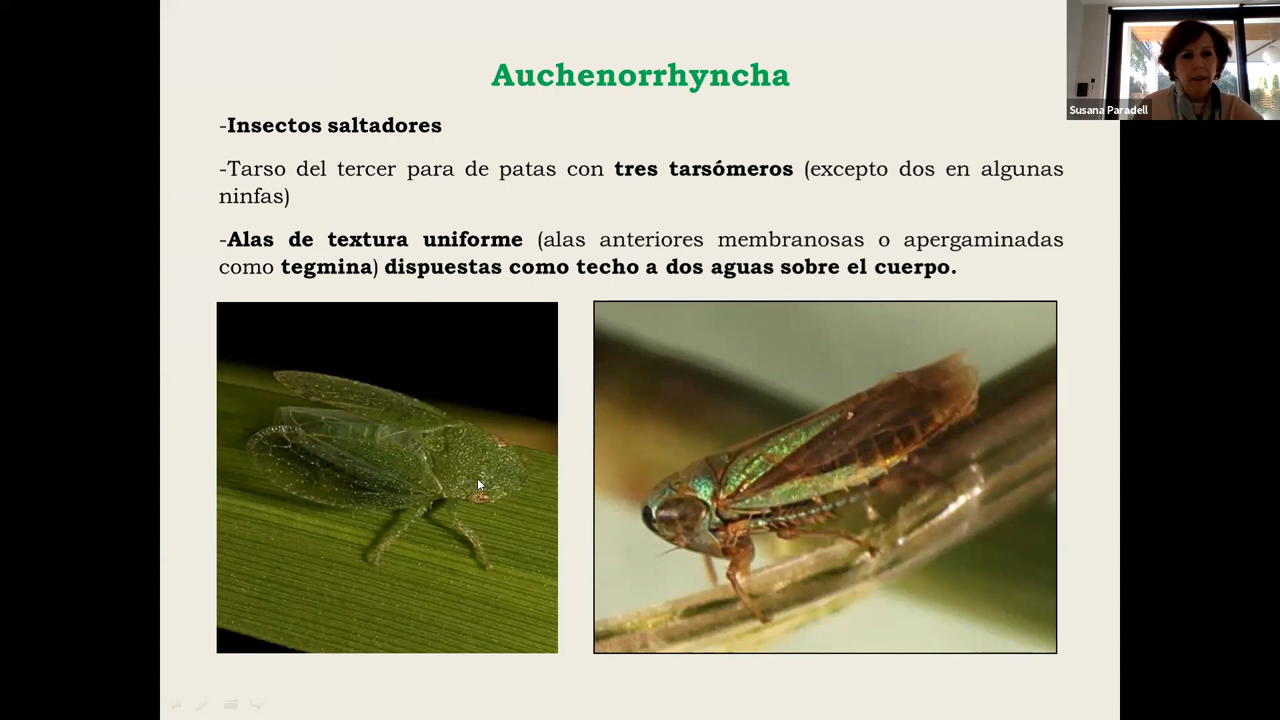 Auchenorrhyncha
-Insectos saltadores
-Tarso del tercer para de patas con tres tarsómeros (excepto dos en algunas
ninfas)
-Alas de textura uniforme (alas anteriores membranosas o apergaminadas
como tegmina) dispuestas como techo a dos aguas sobre el cuerpo.
Susana Paradell